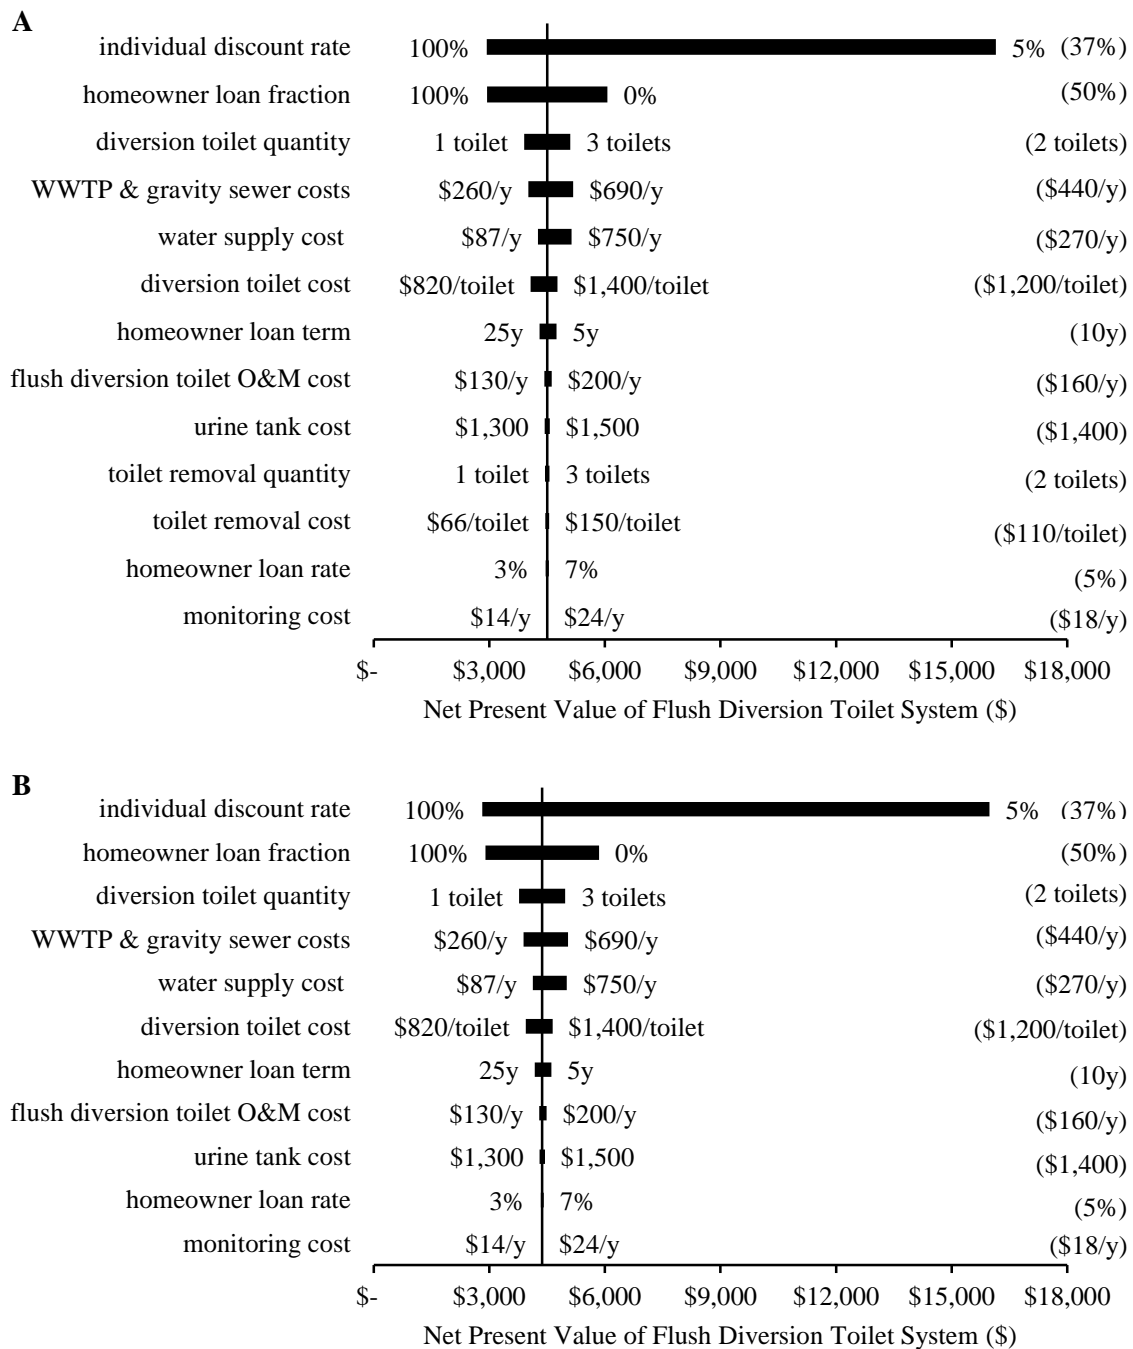 A
individual discount rate 100% 5% (37%)
homeowner loan fraction 100% 0% (50%)
diversion toilet quantity 1 toilet 3 toilets (2 toilets)
WWTP & gravity sewer costs $260/y $690/y ($440/y)
water supply cost $87/y $750/y ($270/y)
diversion toilet cost $820/toilet $1,400/toilet ($1,200/toilet)
homeowner loan term 25y 5y (10y)
flush diversion toilet O&M cost $130/y $200/y ($160/y)
urine tank cost $1,300 $1,500 ($1,400)
toilet removal quantity 1 toilet 3 toilets (2 toilets)
toilet removal cost $66/toilet $150/toilet ($110/toilet)
homeowner loan rate 3% 7% (5%)
monitoring cost $14/y $24/y ($18/y)
$- $3,000 $6,000 $9,000 $12,000 $15,000 $18,000
Net Present Value of Flush Diversion Toilet System ($)
B
individual discount rate 100% 5% (37%)
homeowner loan fraction 100% 0% (50%)
diversion toilet quantity 1 toilet 3 toilets (2 toilets)
WWTP & gravity sewer costs $260/y $690/y ($440/y)
water supply cost $87/y $750/y ($270/y)
diversion toilet cost $820/toilet $1,400/toilet ($1,200/toilet)
homeowner loan term 25y 5y (10y)
flush diversion toilet O&M cost $130/y $200/y ($160/y)
urine tank cost $1,300 $1,500 ($1,400)
homeowner loan rate 3% 7% (5%)
monitoring cost $14/y $24/y ($18/y)
$- $3,000 $6,000 $9,000 $12,000 $15,000 $18,000
Net Present Value of Flush Diversion Toilet System ($)